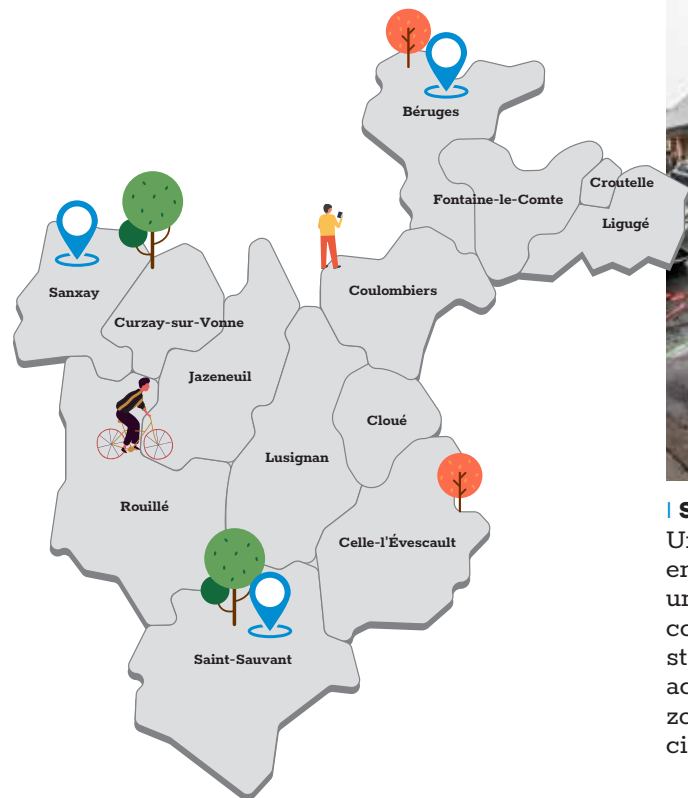 Béruges
Croutelle
Fontaine-le-Comte
Ligugé
Sanxay
Coulombiers
Curzay-sur-Vonne
Jazeneuil
Cloué
Lusignan
Rouillé
Celle-l'Évescault
Saint-Sauvant